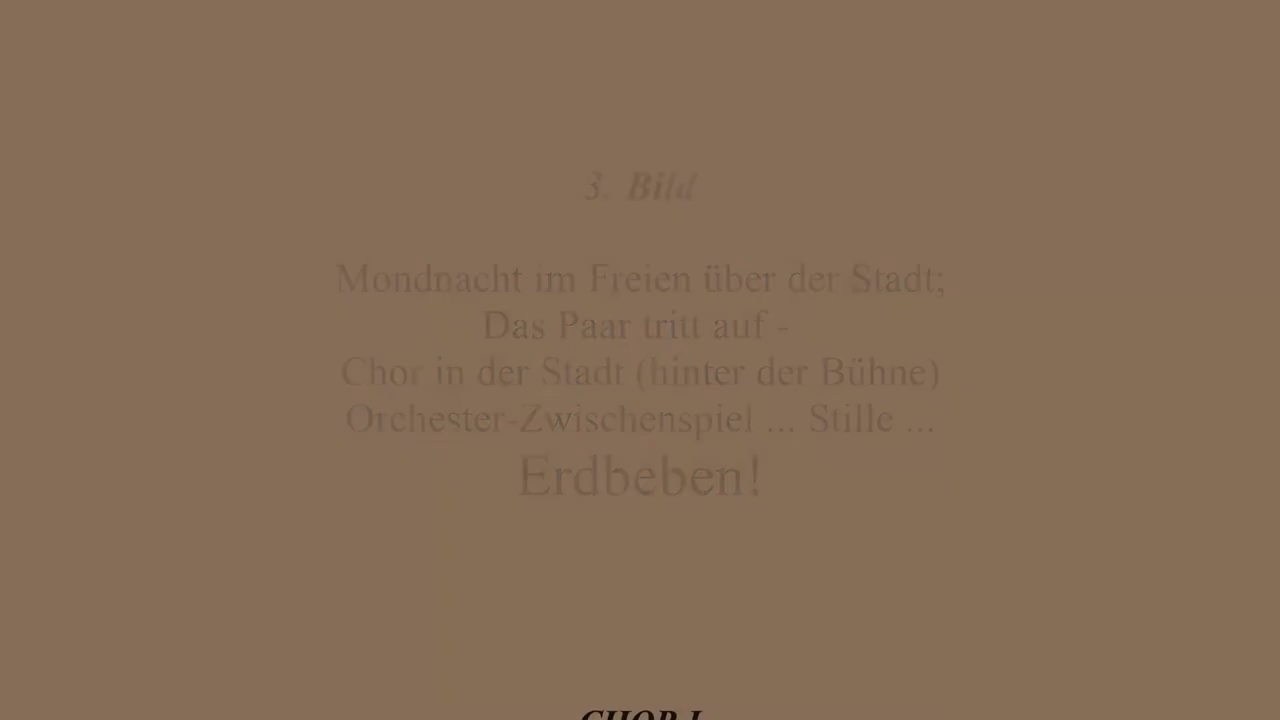 3. Bild
Mondnacht im Freien über der Stadt;
Das Paar tritt auf -
Chor in der Stadt (hinter der Bühne)
Orchester-Zwischenspiel ... Stille ...
Erdbeben!
CHOR I